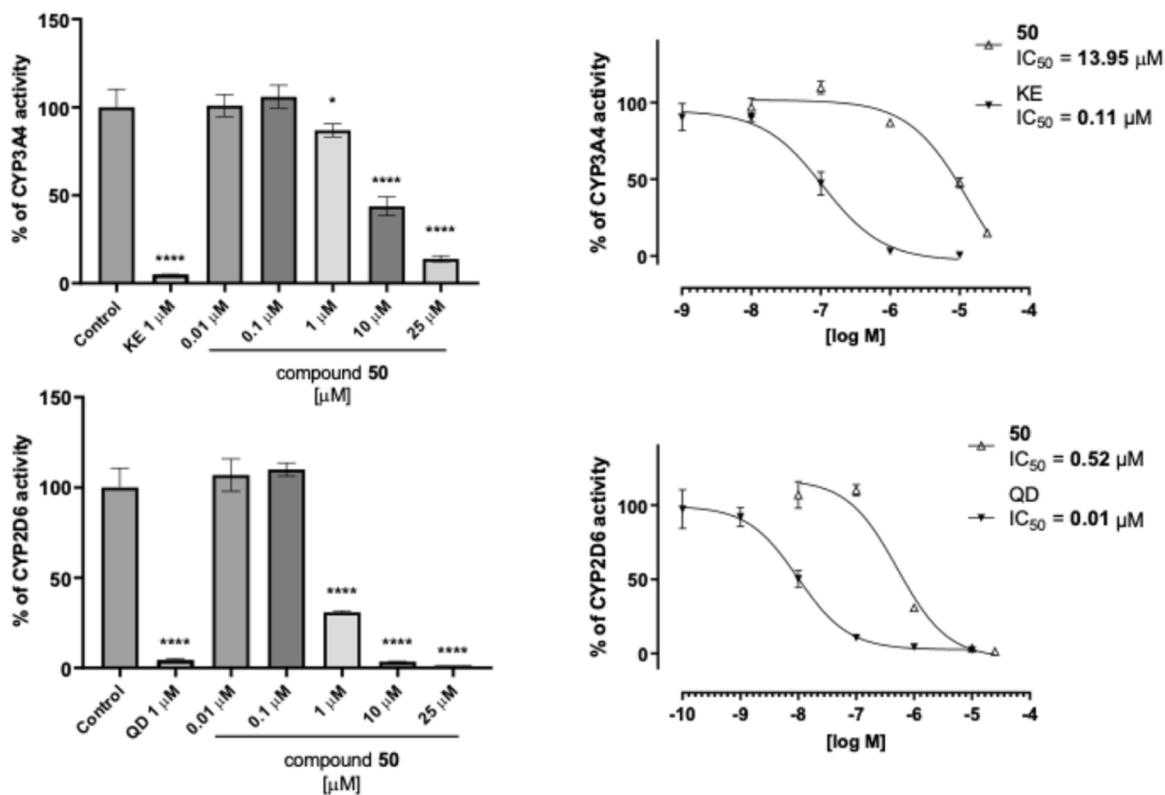 % of CYP3A4 activity
150
100
50
0
Control
KE 1 μM
0.01 μM
0.1 μM
1 μM
10 μM
25 μM
****
*
****
****
compound 50
[μM]
% of CYP3A4 activity
100
50
0
-9 -8 -7 -6 -5 -4
[log M]
50
IC50 = 13.95 μM
KE
IC50 = 0.11 μM
% of CYP2D6 activity
150
100
50
0
Control
QD 1 μM
0.01 μM
0.1 μM
1 μM
10 μM
25 μM
****
****
****
****
compound 50
[μM]
% of CYP2D6 activity
100
50
0
-10 -9 -8 -7 -6 -5 -4
[log M]
50
IC50 = 0.52 μM
QD
IC50 = 0.01 μM